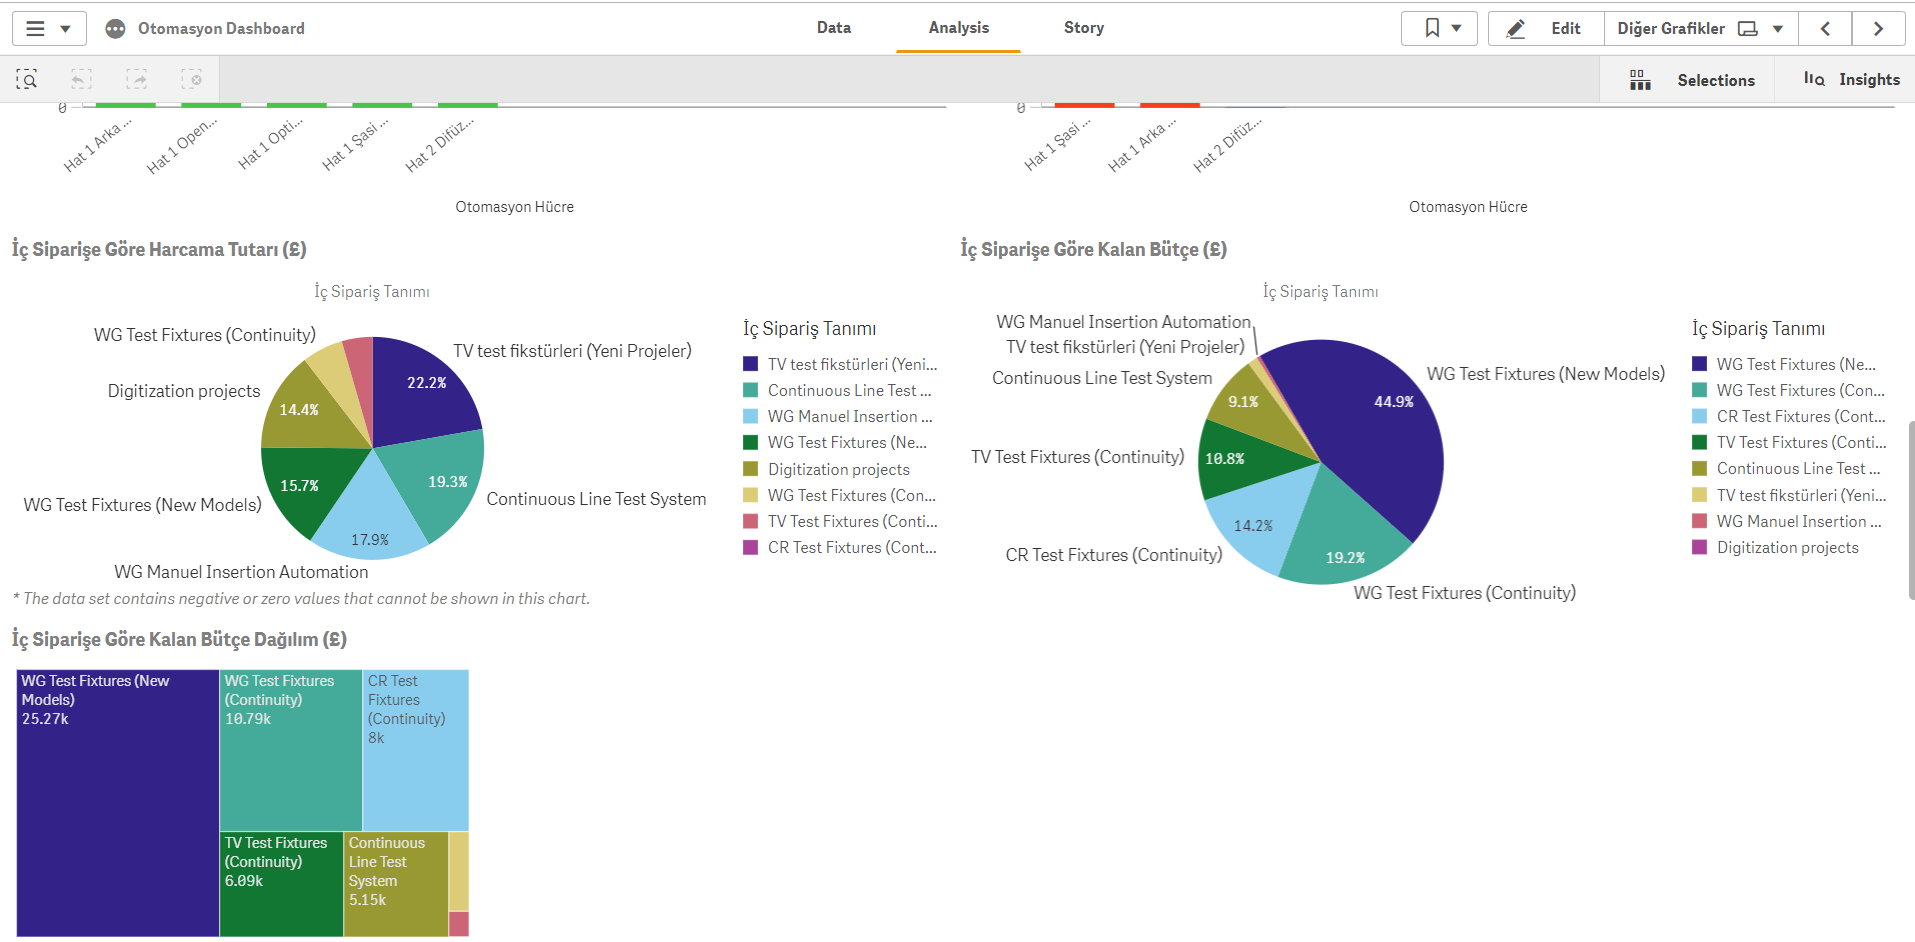 Otomasyon Dashboard
Data
Analysis
Story
Edit
Diğer Grafikler
Selections
Insights
0
Hat 1 Arka ...
Hat 1 Open...
Hat 1 Opti...
Hat 1 Şasi ...
Hat 2 Difüz...
Otomasyon Hücre
0
Hat 1 Şasi ...
Hat 1 Arka ...
Hat 2 Difüz...
Otomasyon Hücre
İç Siparişe Göre Harcama Tutarı (£)
İç Sipariş Tanımı
WG Test Fixtures (Continuity)
TV test fikstürleri (Yeni Projeler)
22.2%
Digitization projects
14.4%
19.3%
15.7%
Continuous Line Test System
WG Test Fixtures (New Models)
17.9%
WG Manuel Insertion Automation
İç Sipariş Tanımı
TV test fikstürleri (Yeni...
Continuous Line Test ...
WG Manuel Insertion ...
WG Test Fixtures (Ne...
Digitization projects
WG Test Fixtures (Con...
TV Test Fixtures (Conti...
CR Test Fixtures (Cont...
* The data set contains negative or zero values that cannot be shown in this chart.
İç Siparişe Göre Kalan Bütçe (£)
İç Sipariş Tanımı
WG Manuel Insertion Automation
TV test fikstürleri (Yeni Projeler)
Continuous Line Test System
WG Test Fixtures (New Models)
44.9%
9.1%
TV Test Fixtures (Continuity)
10.8%
14.2%
CR Test Fixtures (Continuity)
19.2%
WG Test Fixtures (Continuity)
İç Sipariş Tanımı
WG Test Fixtures (Ne...
WG Test Fixtures (Con...
CR Test Fixtures (Cont...
TV Test Fixtures (Conti...
Continuous Line Test ...
TV test fikstürleri (Yeni...
WG Manuel Insertion ...
Digitization projects
İç Siparişe Göre Kalan Bütçe Dağılım (£)
WG Test Fixtures (New
Models)
25.27k
WG Test Fixtures
(Continuity)
10.79k
CR Test
Fixtures
(Continuity)
8k
TV Test Fixtures
(Continuity)
6.09k
Continuous
Line Test
System
5.15k